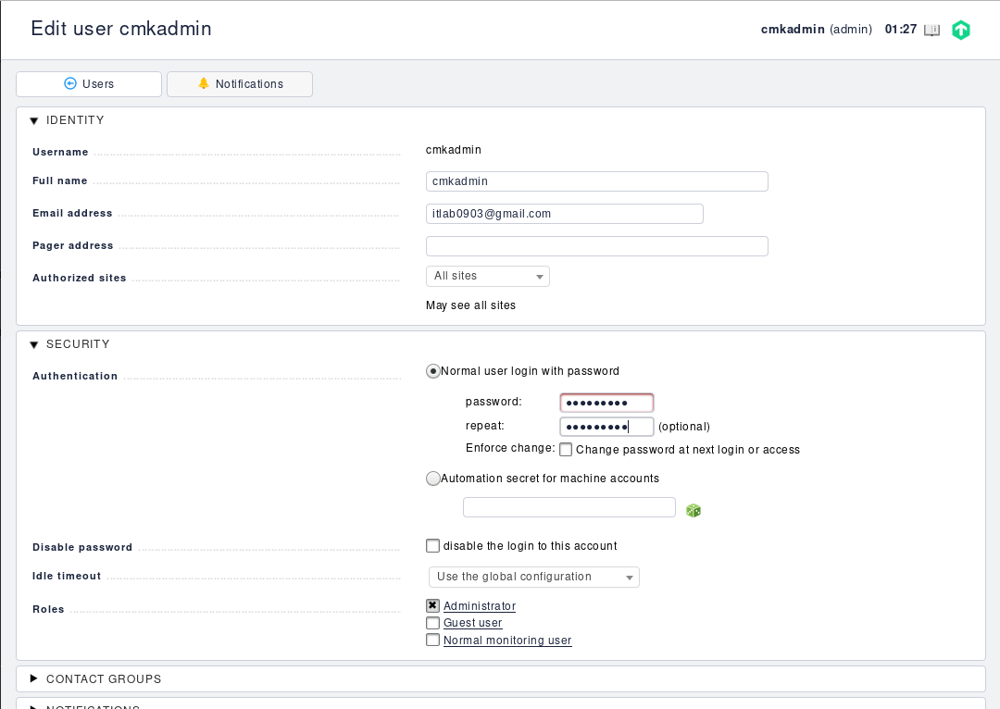 Edit user cmkadmin
cmkadmin (admin) 01:27
Users
Notifications
IDENTITY
Username
cmkadmin
Full name
cmkadmin
Email address
itlab0903@gmail.com
Pager address
Authorized sites
All sites
May see all sites
SECURITY
Authentication
Normal user login with password
password:
●●●●●●●●●
repeat:
●●●●●●●●●
(optional)
Enforce change:
Change password at next login or access
Automation secret for machine accounts
Disable password
disable the login to this account
Idle timeout
Use the global configuration
Roles
Administrator
Guest user
Normal monitoring user
CONTACT GROUPS
NOTIFICATIONS